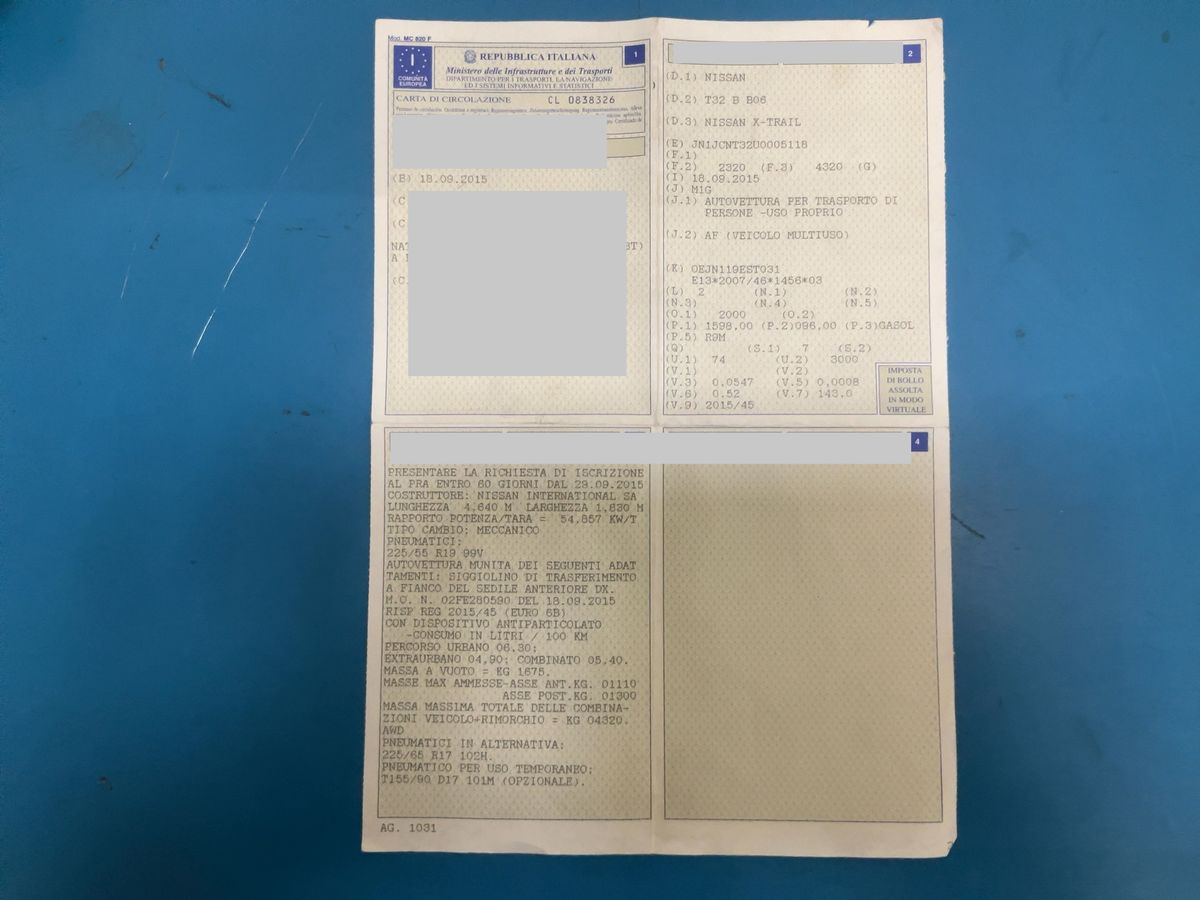 Mod. MC 820 F
I
COMUNITÀ
EUROPEA
REPUBBLICA ITALIANA
1
Ministero delle Infrastrutture e dei Trasporti
DIPARTIMENTO PER I TRASPORTI, LA NAVIGAZIONE
ED I SISTEMI INFORMATIVI E STATISTICI
CARTA DI CIRCOLAZIONE CL 0838326
(B) 18.09.2015
(C
(C
NAT
BT)
A
(C.
2
(D.1) NISSAN
(D.2) T32 B B06
(D.3) NISSAN X-TRAIL
(E) JN1JCNT32U0005118
(F.1)
(F.2) 2320 (F.3) 4320 (G)
(I) 18.09.2015
(J) M1G
(J.1) AUTOVETTURA PER TRASPORTO DI
PERSONE -USO PROPRIO
(J.2) AF (VEICOLO MULTIUSO)
(K) OEJN119EST031
E13*2007/46*1456*03
(L) 2 (N.1) (N.2)
(N.3) (N.4) (N.5)
(O.1) 2000 (O.2)
(P.1) 1598,00 (P.2)096,00 (P.3)GASOL
(P.5) R9M
(Q) (S.1) 7 (S.2)
(U.1) 74 (U.2) 3000
(V.1) (V.2)
(V.3) 0,0547 (V.5) 0,0008
(V.6) 0.52 (V.7) 143,0
(V.9) 2015/45
IMPOSTA
DI BOLLO
ASSOLTA
IN MODO
VIRTUALE
PRESENTARE LA RICHIESTA DI ISCRIZIONE
AL PRA ENTRO 60 GIORNI DAL 29.09.2015
COSTRUTTORE: NISSAN INTERNATIONAL SA
LUNGHEZZA 4,640 M LARGHEZZA 1,830 M
RAPPORTO POTENZA/TARA = 54,857 KW/T
TIPO CAMBIO: MECCANICO
PNEUMATICI:
225/55 R19 99V
AUTOVETTURA MUNITA DEI SEGUENTI ADAT
TAMENTI: SIGGIOLINO DI TRASFERIMENTO
A FIANCO DEL SEDILE ANTERIORE DX.
M.O. N. 02FE280590 DEL 18.09.2015
RISP REG 2015/45 (EURO 6B)
CON DISPOSITIVO ANTIPARTICOLATO
-CONSUMO IN LITRI / 100 KM
PERCORSO URBANO 06,30;
EXTRAURBANO 04,90; COMBINATO 05,40.
MASSA A VUOTO = KG 1675.
MASSE MAX AMMESSE-ASSE ANT.KG. 01110
ASSE POST.KG. 01300
MASSA MASSIMA TOTALE DELLE COMBINA-
ZIONI VEICOLO+RIMORCHIO = KG 04320.
AWD
PNEUMATICI IN ALTERNATIVA:
225/65 R17 102H.
PNEUMATICO PER USO TEMPORANEO:
T155/90 D17 101M (OPZIONALE).
4
AG. 1031